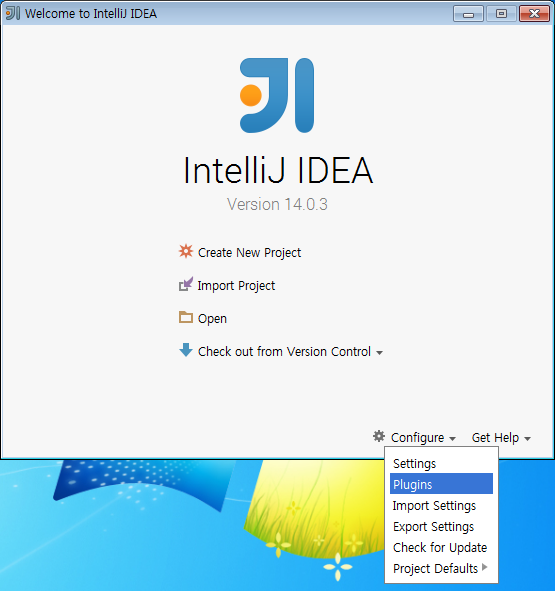 Welcome to IntelliJ IDEA
IntelliJ IDEA
Version 14.0.3
Create New Project
Import Project
Open
Check out from Version Control
Configure Get Help
Settings
Plugins
Import Settings
Export Settings
Check for Update
Project Defaults